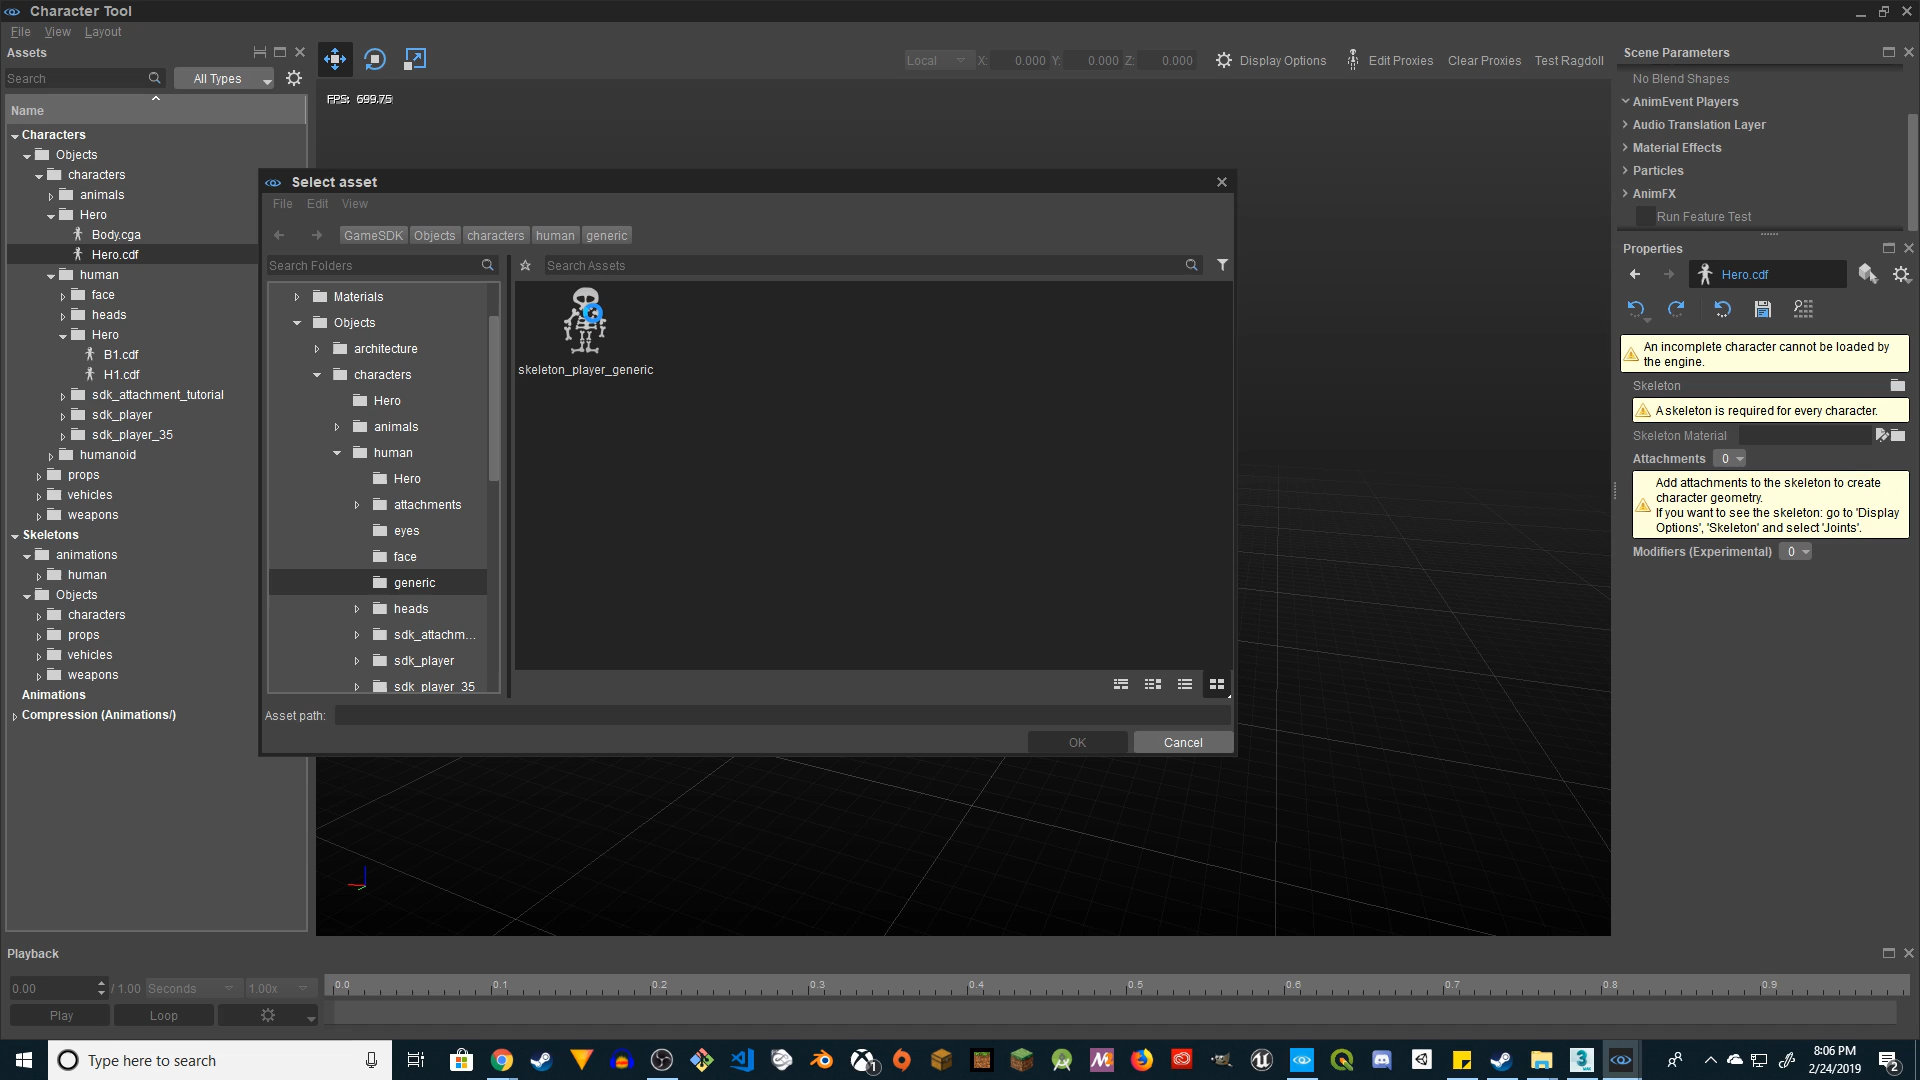 Character Tool
File View Layout
Assets
Search
All Types
Name
Characters
Objects
characters
animals
Hero
Body.cga
Hero.cdf
human
face
heads
Hero
B1.cdf
H1.cdf
sdk_attachment_tutorial
sdk_player
sdk_player_35
humanoid
props
vehicles
weapons
Skeletons
animations
human
Objects
characters
props
vehicles
weapons
Animations
Compression (Animations/)
Local X: 0.000 Y: 0.000 Z: 0.000 Display Options Edit Proxies Clear Proxies Test Ragdoll
FPS: 699.75
Select asset
File Edit View
GameSDK Objects characters human generic
Search Folders
Search Assets
Materials
Objects
architecture
characters
Hero
animals
human
Hero
attachments
eyes
face
generic
heads
sdk_attachm...
sdk_player
sdk_player_35
skeleton_player_generic
Asset path:
OK Cancel
Scene Parameters
No Blend Shapes
AnimEvent Players
Audio Translation Layer
Material Effects
Particles
AnimFX
Run Feature Test
Properties
Hero.cdf
An incomplete character cannot be loaded by
the engine.
Skeleton
A skeleton is required for every character.
Skeleton Material
Attachments 0
Add attachments to the skeleton to create
character geometry.
If you want to see the skeleton: go to 'Display
Options', 'Skeleton' and select 'Joints'.
Modifiers (Experimental) 0
Playback
0.00 / 1.00 Seconds 1.00x
0.0 0.1 0.2 0.3 0.4 0.5 0.6 0.7 0.8 0.9
Play Loop
Type here to search
8:06 PM
2/24/2019